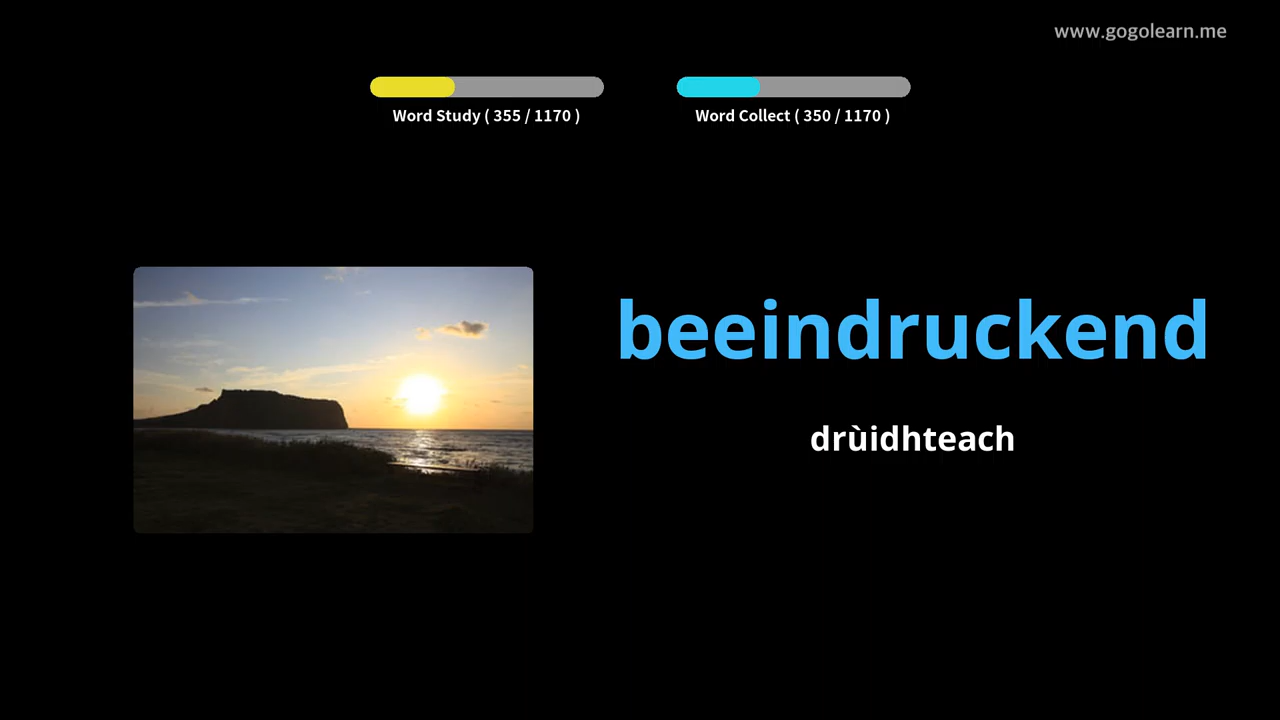 www.gogolearn.me
Word Study ( 355 / 1170 )
Word Collect ( 350 / 1170 )
beeindruckend
drùidhteach